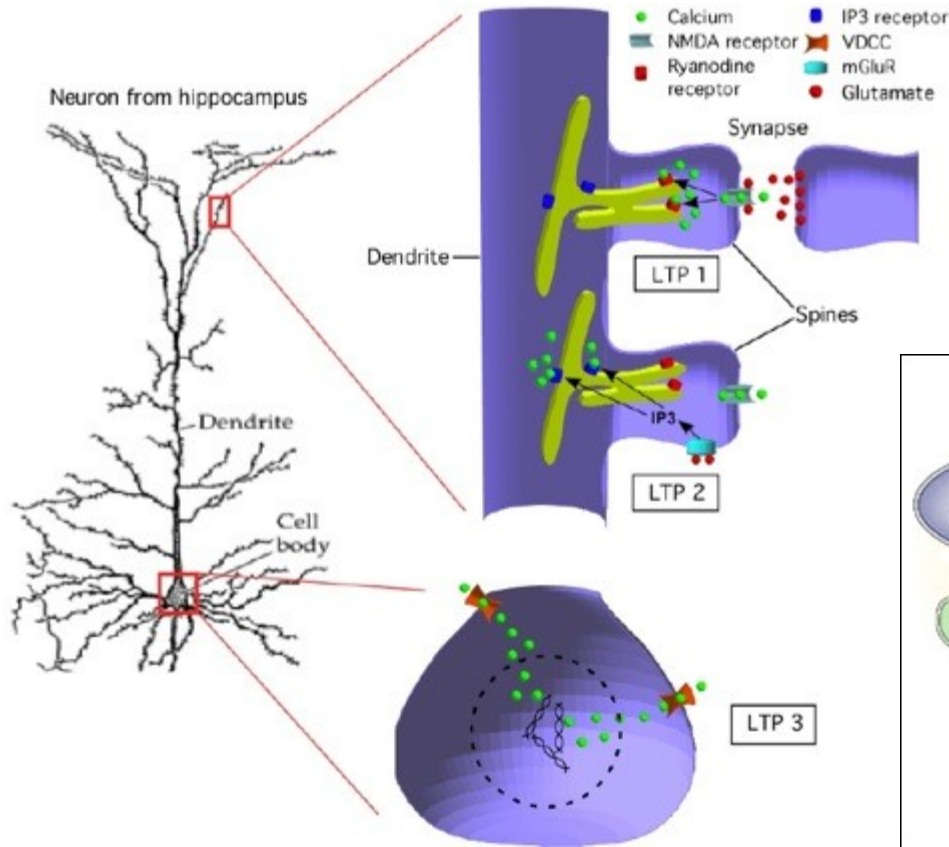 Calcium
NMDA receptor
Ryanodine
receptor
IP3 receptor
VDCC
mGluR
Glutamate
Neuron from hippocampus
Synapse
Dendrite
LTP 1
Spines
IP3
LTP 2
Dendrite
Cell
body
LTP 3